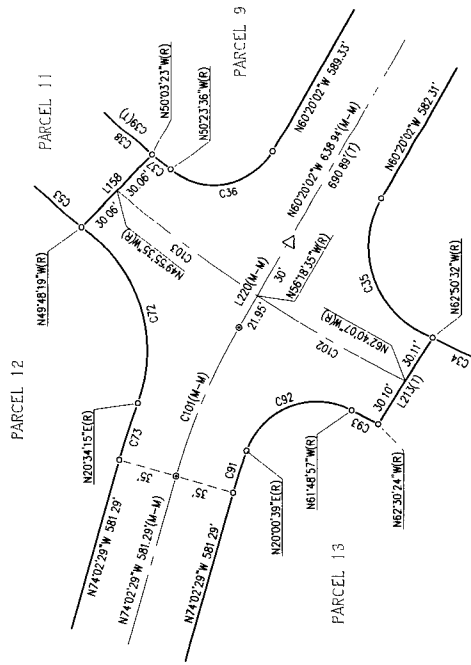 PARCEL 9
PARCEL 11
C39(T)
C38
N50°03'23"W(R)
N50°23'36"W(R)
C37
L158
30.06'
30.06'
C53
N49°48'19"W(R)
N49°55'35"W(R)
C36
N60°20'02"W 589.33'
N60°20'02"W 638.94'(M-M)
690.89'(T)
N60°20'02"W 582.31'
C103
L220(M-M)
30'
21.95'
N56°18'35"W(R)
C72
PARCEL 12
N20°34'15"E(R)
C73
C101(M-M)
C102
N62°40'07"W(R)
C35
N62°50'32"W(R)
30.11'
30.10'
L213(T)
C34
C92
C93
N61°48'57"W(R)
N62°30'24"W(R)
35'
35'
C91
N20°00'39"E(R)
N74°02'29"W 581.29'
N74°02'29"W 581.29'(M-M)
N74°02'29"W 581.29'
PARCEL 13